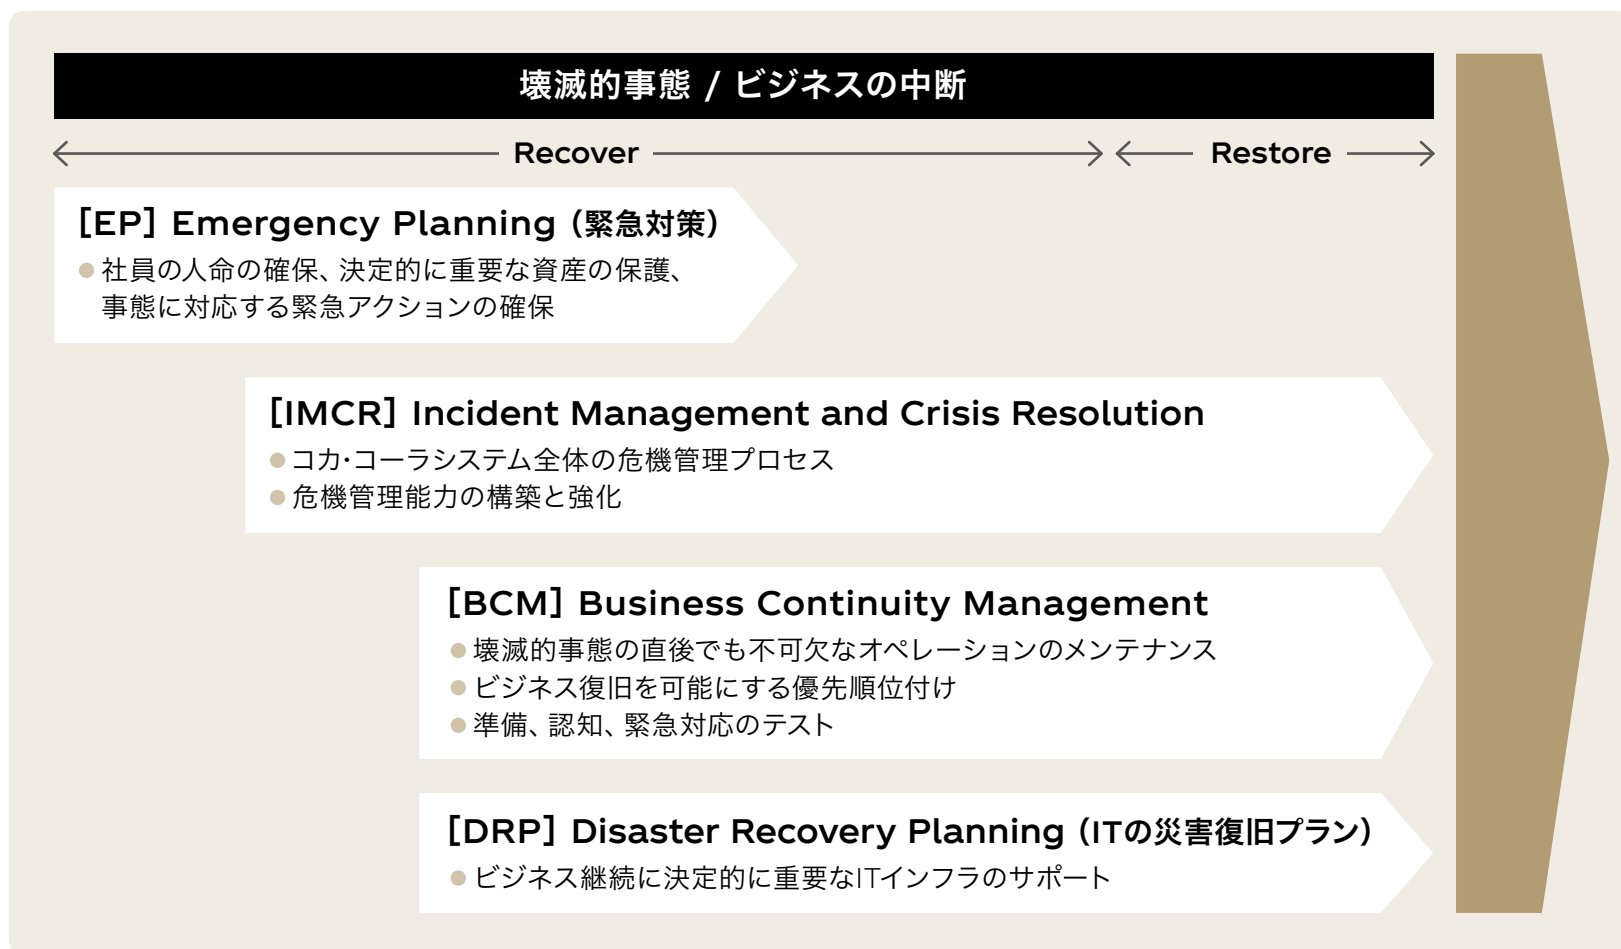 壊滅的事態 / ビジネスの中断
Recover
Restore
[EP] Emergency Planning（緊急対策）
● 社員の人命の確保、決定的に重要な資産の保護、
事態に対応する緊急アクションの確保
[IMCR] Incident Management and Crisis Resolution
● コカ・コーラシステム全体の危機管理プロセス
● 危機管理能力の構築と強化
[BCM] Business Continuity Management
● 壊滅的事態の直後でも不可欠なオペレーションのメンテナンス
● ビジネス復旧を可能にする優先順位付け
● 準備、認知、緊急対応のテスト
[DRP] Disaster Recovery Planning（ITの災害復旧プラン）
● ビジネス継続に決定的に重要なITインフラのサポート